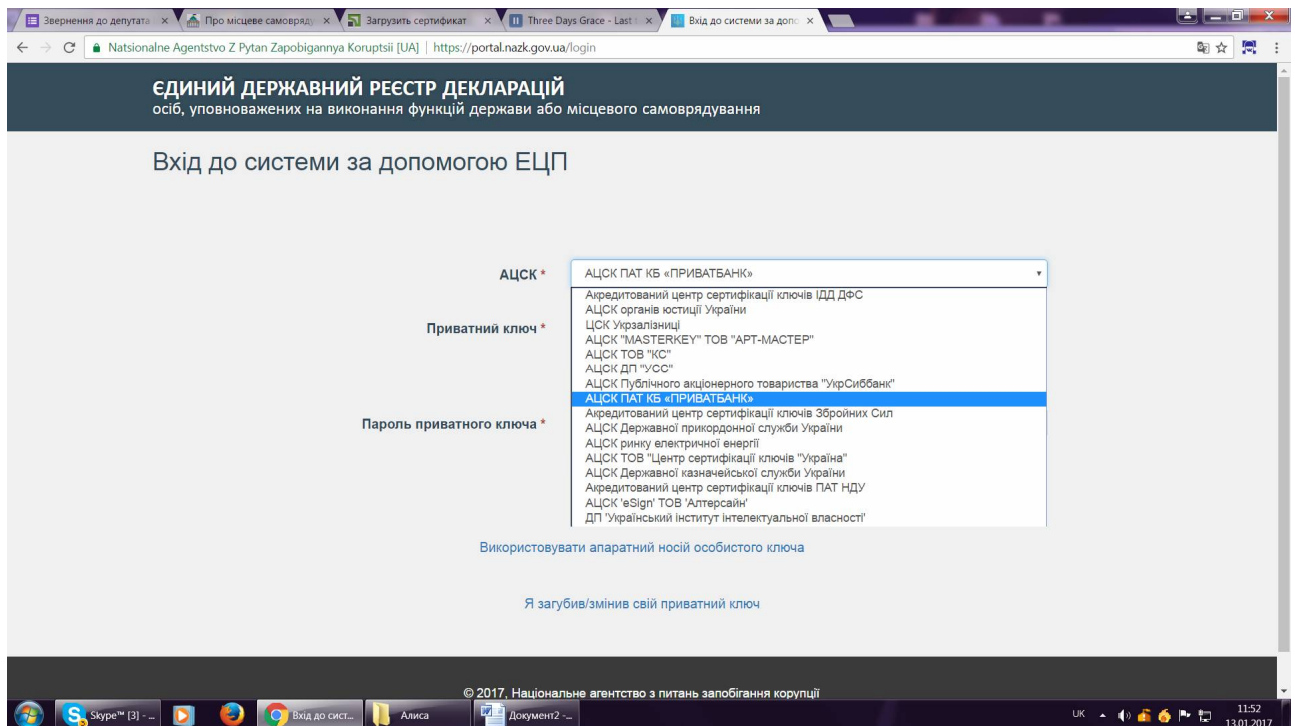 Звернення до депутата
Про місцеве самовряду
Загрузить сертификат
Three Days Grace - Last
Вхід до системи за допо
Natsionalne Agentstvo Z Pytan Zapobigannya Koruptsii [UA] | https://portal.nazk.gov.ua/login
ЄДИНИЙ ДЕРЖАВНИЙ РЕЄСТР ДЕКЛАРАЦІЙ
осіб, уповноважених на виконання функцій держави або місцевого самоврядування
Вхід до системи за допомогою ЕЦП
АЦСК *
АЦСК ПАТ КБ «ПРИВАТБАНК»
Акредитований центр сертифікації ключів ІДД ДФС
АЦСК органів юстиції України
Приватний ключ *
ЦСК Укрзалізниці
АЦСК "MASTERKEY" ТОВ "АРТ-МАСТЕР"
АЦСК ТОВ "КС"
АЦСК ДП "УСС"
АЦСК Публічного акціонерного товариства "УкрСиббанк"
АЦСК ПАТ КБ «ПРИВАТБАНК»
Акредитований центр сертифікації ключів Збройних Сил
Пароль приватного ключа *
АЦСК Державної прикордонної служби України
АЦСК ринку електричної енергії
АЦСК ТОВ "Центр сертифікації ключів "Україна"
АЦСК Державної казначейської служби України
Акредитований центр сертифікації ключів ПАТ НДУ
АЦСК 'eSign' ТОВ 'Алтерсайн'
ДП 'Український інститут інтелектуальної власності'
Використовувати апаратний носій особистого ключа
Я загубив/змінив свій приватний ключ
© 2017, Національне агентство з питань запобігання корупції
Skype™ [3] - ...
Вхід до сист...
Алиса
Документ2 -...
UK
11:52
13.01.2017